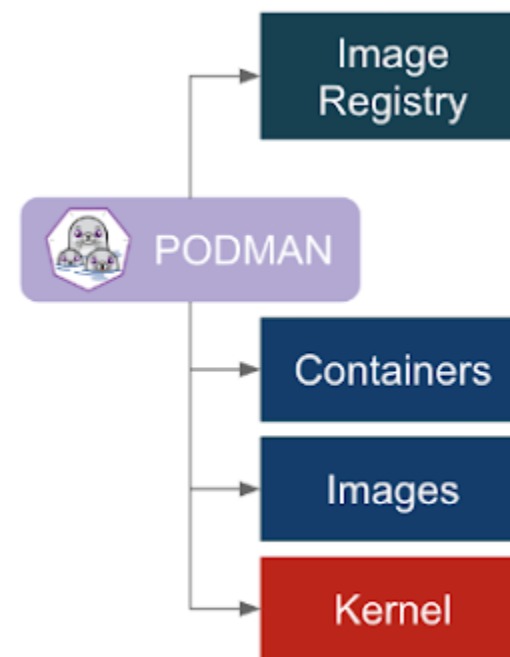 Image
Registry
PODMAN
Containers
Images
Kernel